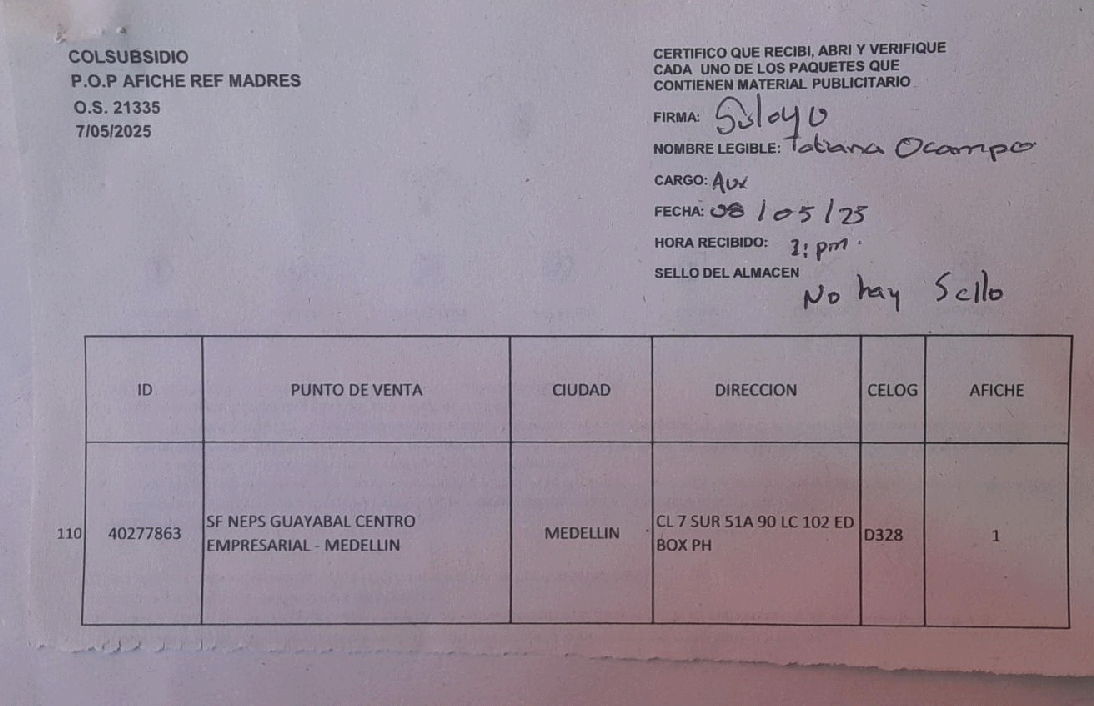 COLSUBSIDIO
P.O.P AFICHE REF MADRES
O.S. 21335
7/05/2025
CERTIFICO QUE RECIBI, ABRI Y VERIFIQUE
CADA UNO DE LOS PAQUETES QUE
CONTIENEN MATERIAL PUBLICITARIO
FIRMA:
NOMBRE LEGIBLE: Tatiana Ocampo
CARGO: Aux
FECHA: 08/05/25
HORA RECIBIDO: : pm
SELLO DEL ALMACEN
No hay Sello
ID PUNTO DE VENTA CIUDAD DIRECCION CELOG AFICHE
110 40277863 SF NEPS GUAYABAL CENTRO EMPRESARIAL - MEDELLIN MEDELLIN CL 7 SUR 51A 90 LC 102 ED BOX PH D328 1